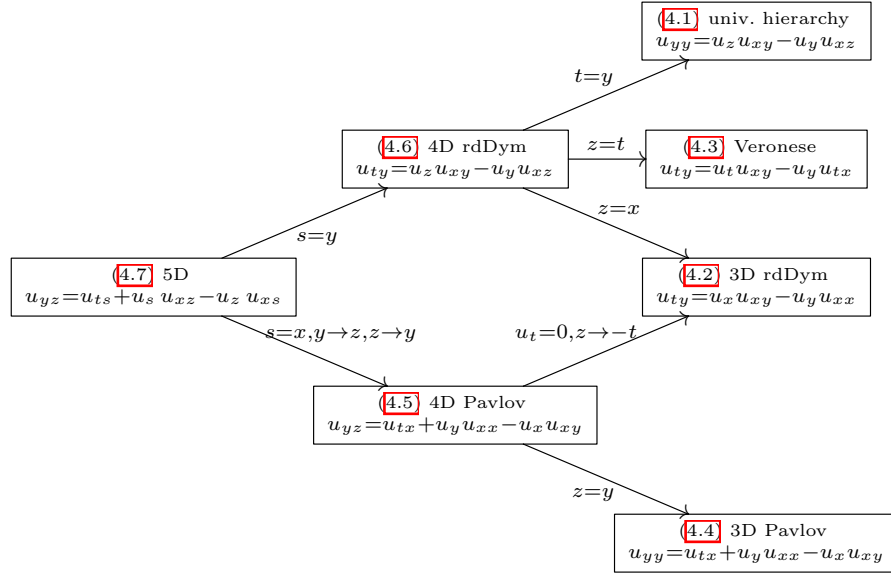 (4.1) univ. hierarchy
u_{yy}=u_z u_{xy}−u_y u_{xz}
t=y
(4.6) 4D rdDym
u_{ty}=u_z u_{xy}−u_y u_{xz}
z=t
(4.3) Veronese
u_{ty}=u_t u_{xy}−u_y u_{tx}
z=x
s=y
(4.7) 5D
u_{yz}=u_{ts}+u_s u_{xz}−u_z u_{xs}
(4.2) 3D rdDym
u_{ty}=u_x u_{xy}−u_y u_{xx}
s=x,y→z,z→y
u_t=0,z→−t
(4.5) 4D Pavlov
u_{yz}=u_{tx}+u_y u_{xx}−u_x u_{xy}
z=y
(4.4) 3D Pavlov
u_{yy}=u_{tx}+u_y u_{xx}−u_x u_{xy}